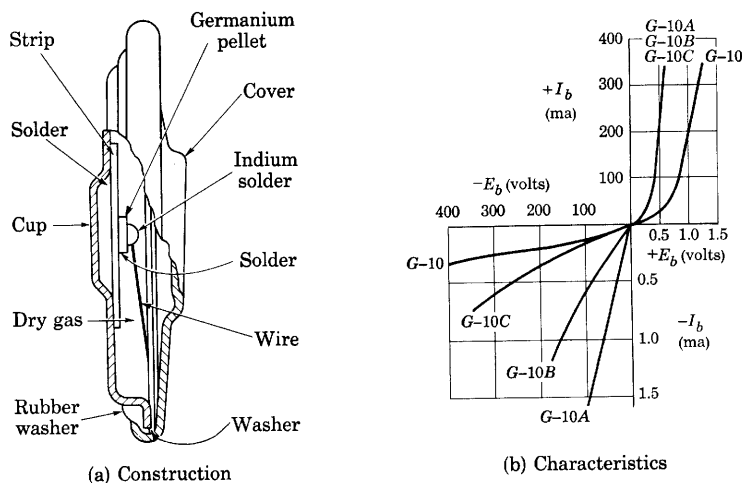 Germanium
pellet
Strip
Cover
Solder
Indium
solder
Cup
Solder
Dry gas
Wire
Rubber
washer
Washer
(a) Construction
G–10A
G–10B
G–10C
G–10
400
+I_b
(ma)
300
200
100
−E_b (volts)
400 300 200 100
0
0.5 1.0 1.5
+E_b (volts)
G–10
0.5
G–10C
−I_b
(ma)
1.0
G–10B
1.5
G–10A
(b) Characteristics